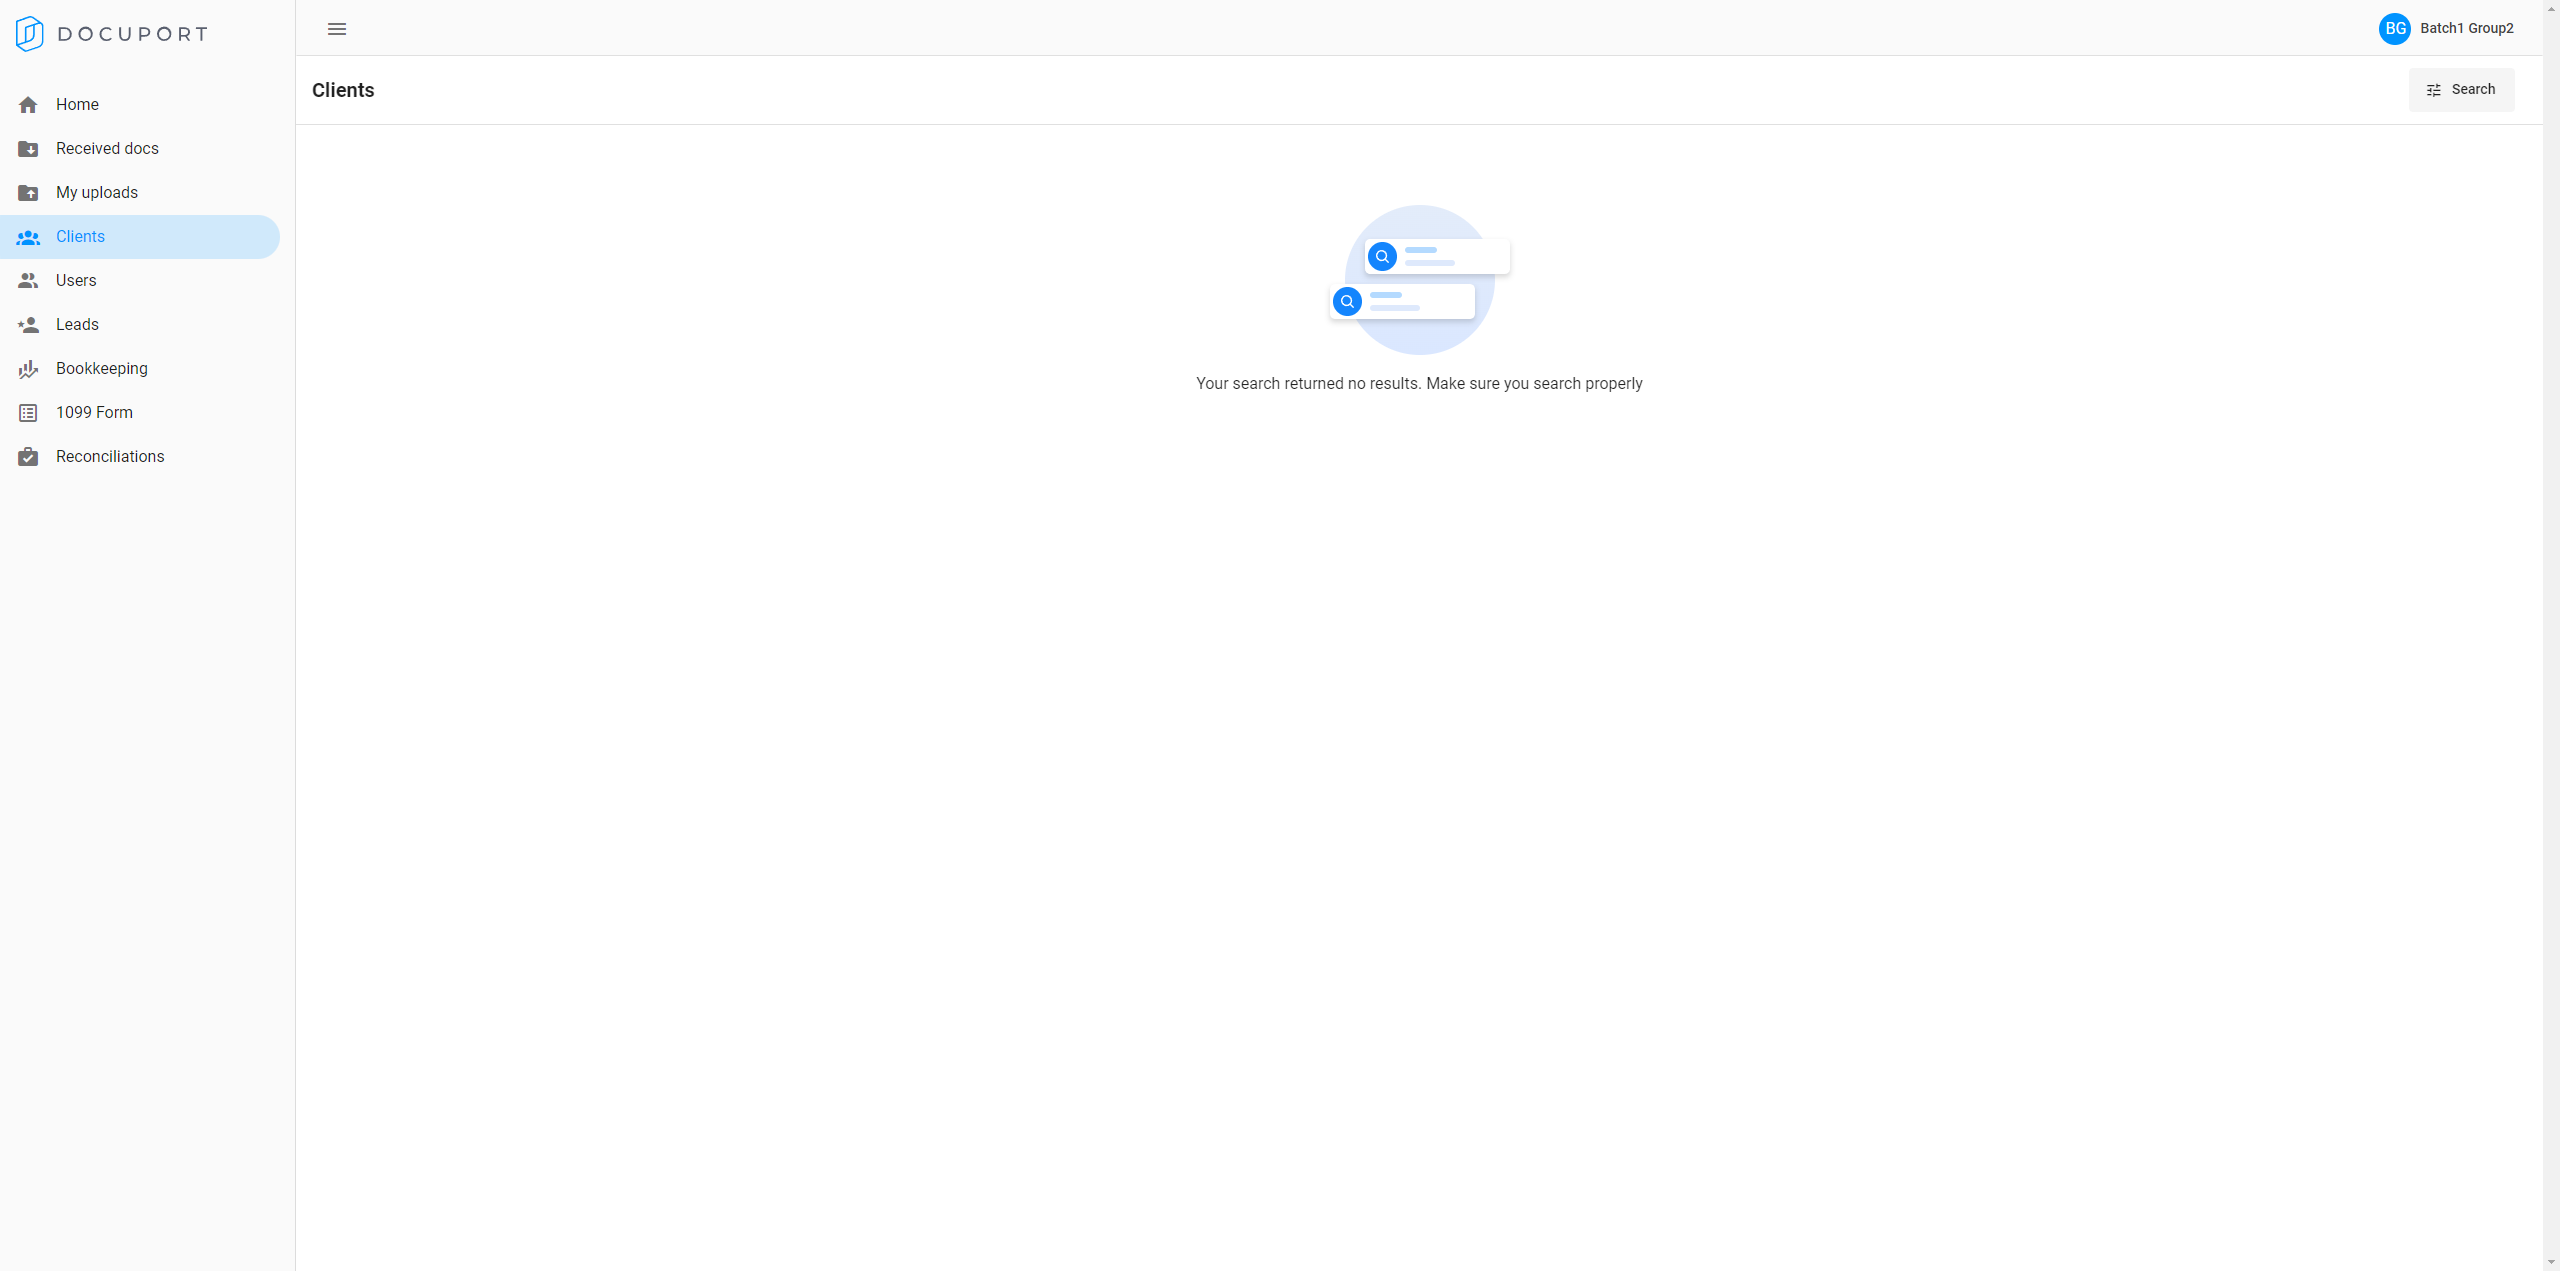 DOCUPORT
BG Batch1 Group2
Home
Received docs
My uploads
Clients
Users
Leads
Bookkeeping
1099 Form
Reconciliations
Clients
Search
Your search returned no results. Make sure you search properly